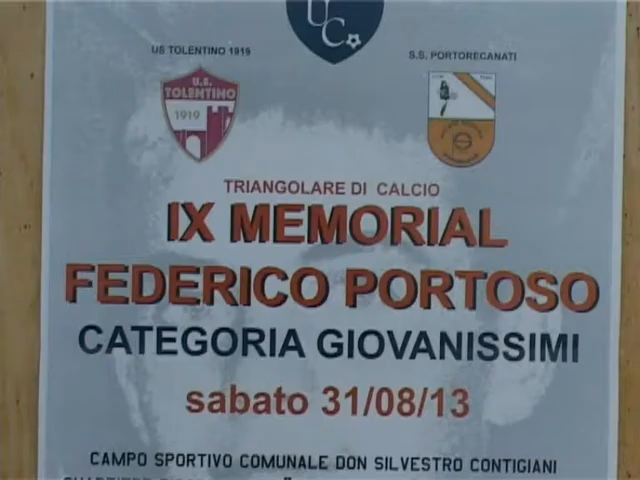 UC
US TOLENTINO 1919
S.S. PORTORECANATI
U.S.
TOLENTINO
1919
TRIANGOLARE DI CALCIO
IX MEMORIAL
FEDERICO PORTOSO
CATEGORIA GIOVANISSIMI
sabato 31/08/13
CAMPO SPORTIVO COMUNALE DON SILVESTRO CONTIGIANI